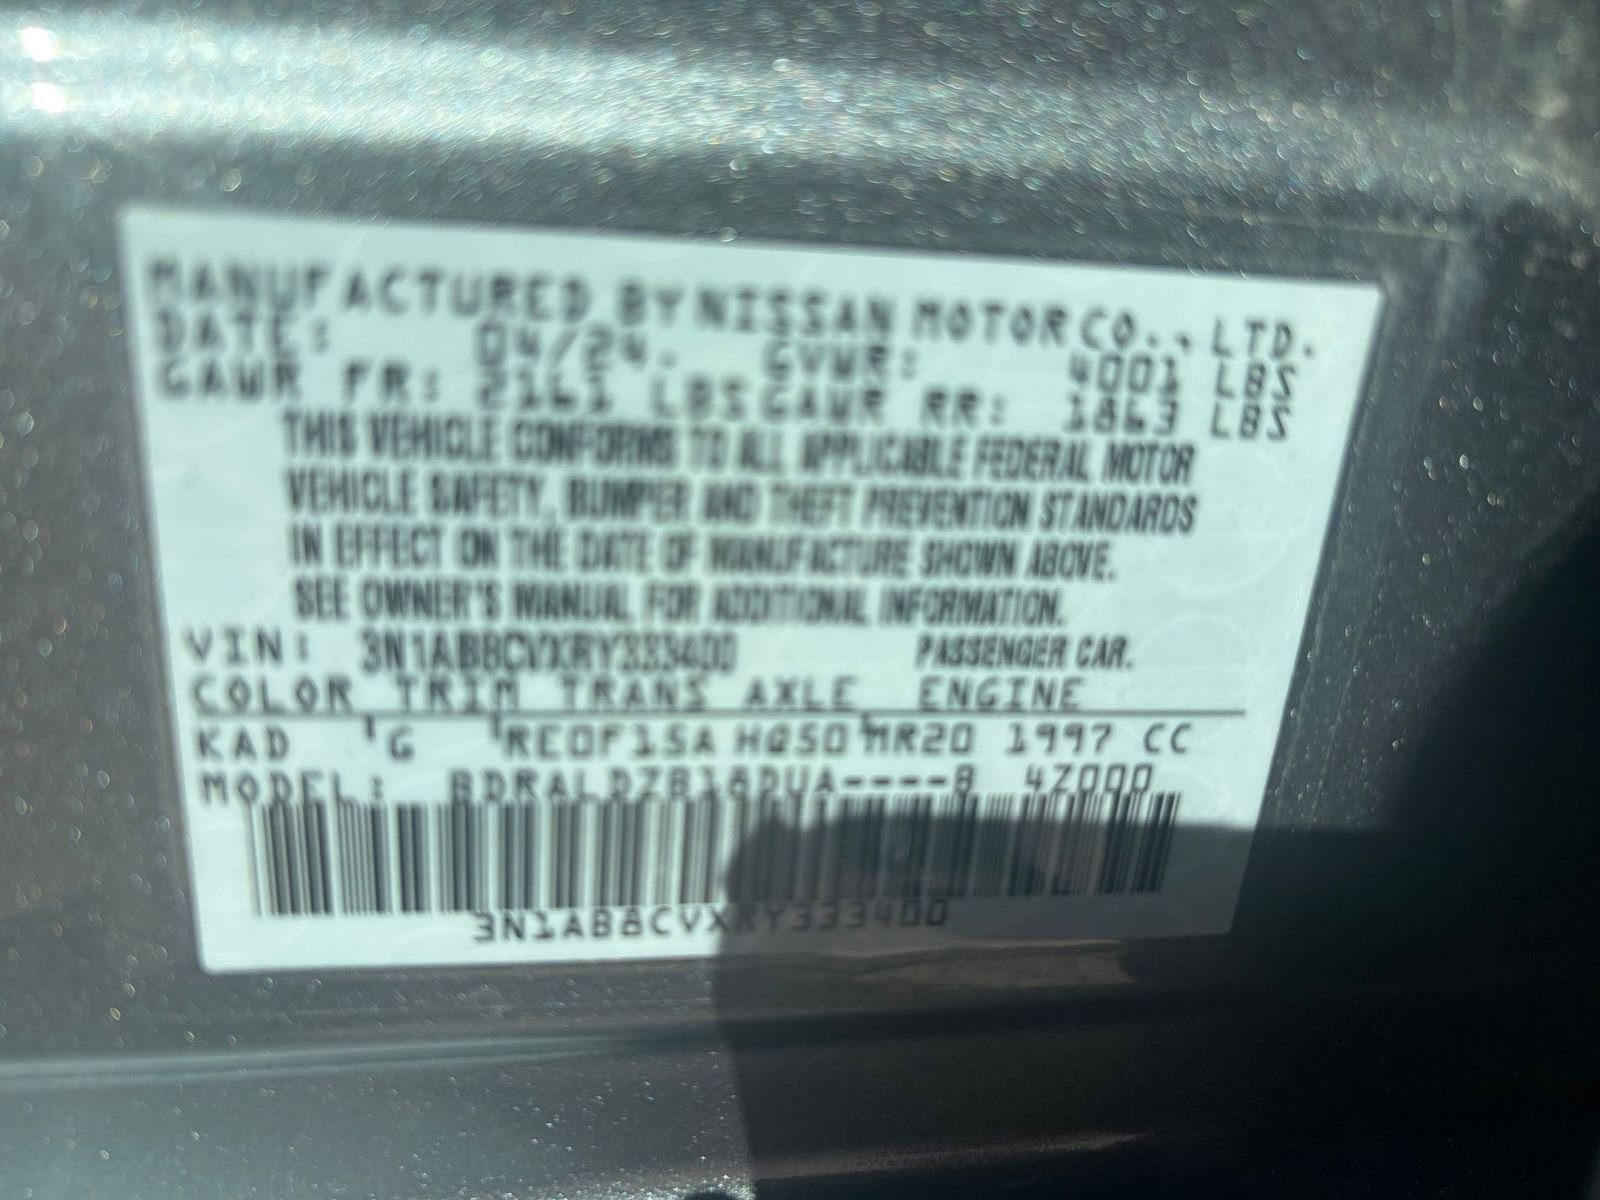 MANUFACTURED BY NISSAN MOTOR CO., LTD.
DATE: 04/24. GVWR: 4001 LBS
GAWR FR: 2161 LBS GAWR RR: 1863 LBS
THIS VEHICLE CONFORMS TO ALL APPLICABLE FEDERAL MOTOR
VEHICLE SAFETY, BUMPER AND THEFT PREVENTION STANDARDS
IN EFFECT ON THE DATE OF MANUFACTURE SHOWN ABOVE.
SEE OWNER'S MANUAL FOR ADDITIONAL INFORMATION.
VIN: 3N1AB8CVXRY333400 PASSENGER CAR.
COLOR TRIM TRANS AXLE ENGINE
KAD G RE0F15A HQ50 MR20 1997 CC
MODEL: 4Z000
3N1AB8CVXRY333400